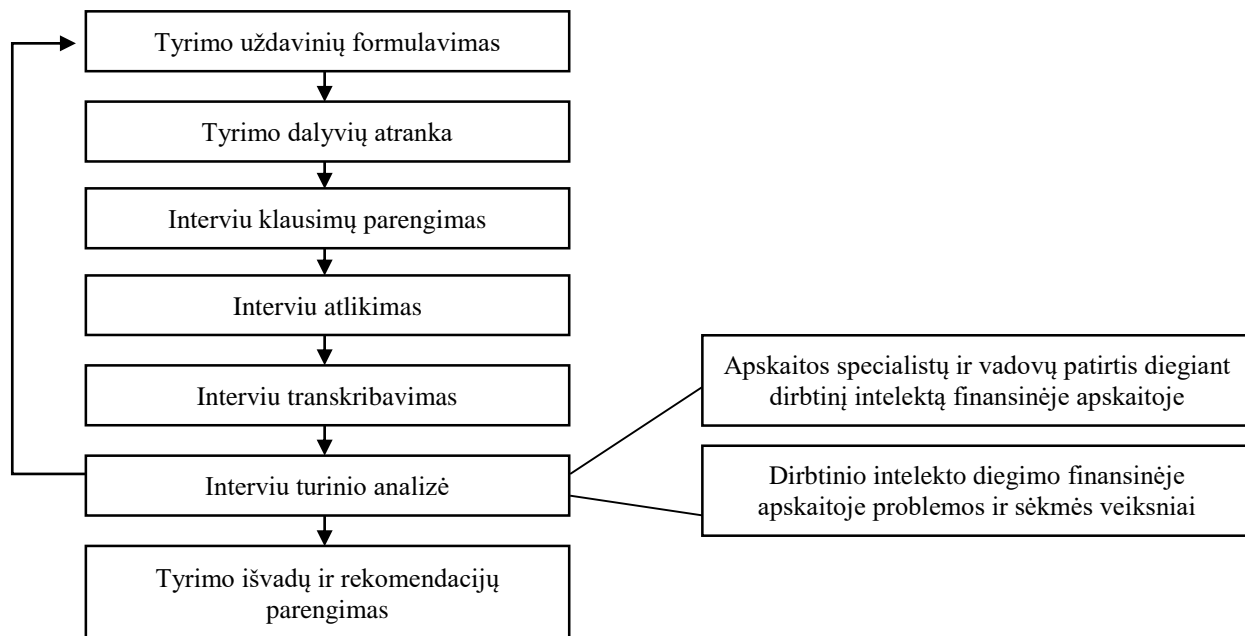 Tyrimo uždavinių formulavimas
Tyrimo dalyvių atranka
Interviu klausimų parengimas
Interviu atlikimas
Interviu transkribavimas
Interviu turinio analizė
Tyrimo išvadų ir rekomendacijų
parengimas
Apskaitos specialistų ir vadovų patirtis diegiant
dirbtinį intelektą finansinėje apskaitoje
Dirbtinio intelekto diegimo finansinėje
apskaitoje problemos ir sėkmės veiksniai